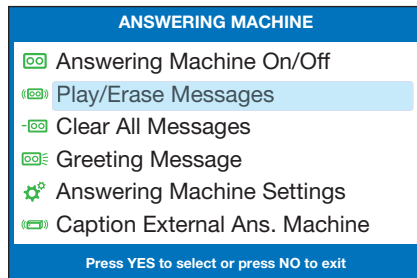 ANSWERING MACHINE
Answering Machine On/Off
Play/Erase Messages
Clear All Messages
Greeting Message
Answering Machine Settings
Caption External Ans. Machine
Press YES to select or press NO to exit